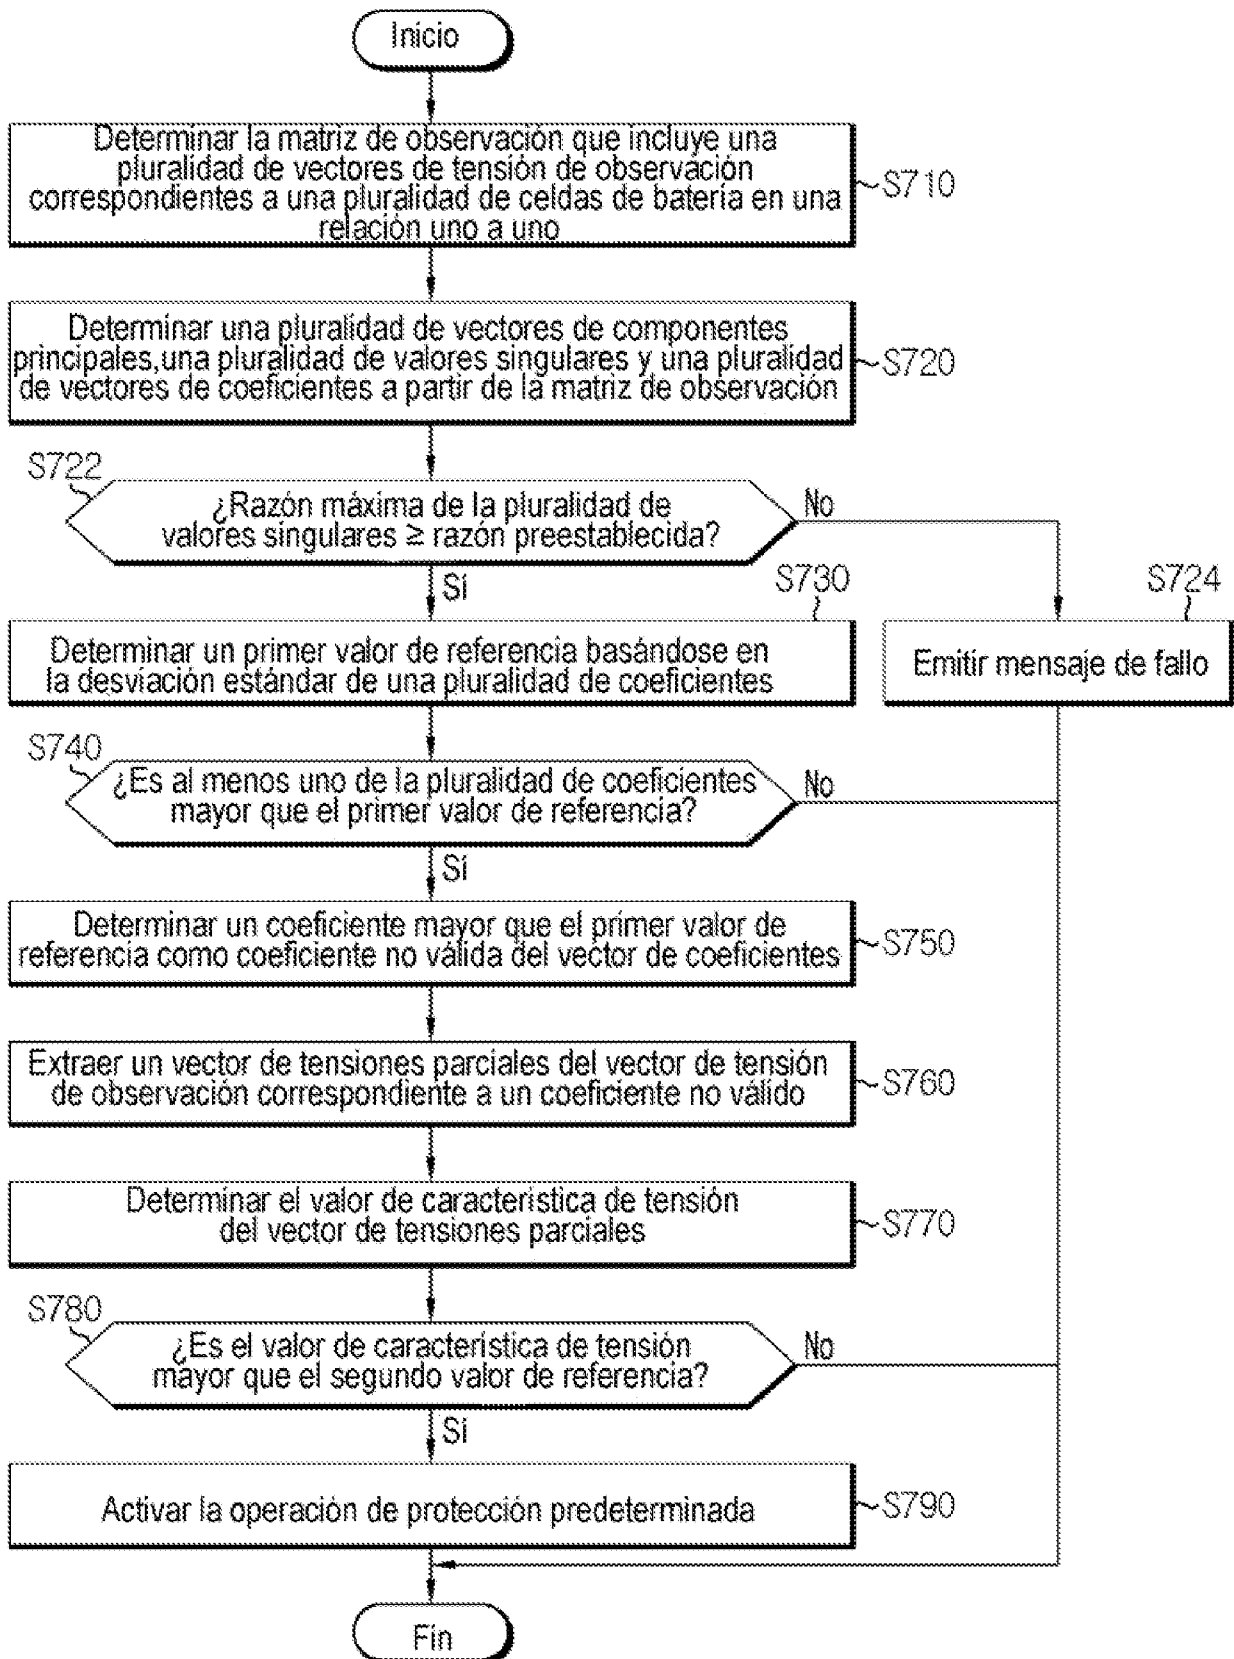 Inicio
Determinar la matriz de observación que incluye una
pluralidad de vectores de tensión de observación
correspondientes a una pluralidad de celdas de batería en una
relación uno a uno
S710
Determinar una pluralidad de vectores de componentes
principales,una pluralidad de valores singulares y una pluralidad
de vectores de coeficientes a partir de la matriz de observación
S720
S722
¿Razón máxima de la pluralidad de
valores singulares ≥ razón preestablecida?
No
Sí
S730
S724
Determinar un primer valor de referencia basándose en
la desviación estándar de una pluralidad de coeficientes
Emitir mensaje de fallo
S740
¿Es al menos uno de la pluralidad de coeficientes
mayor que el primer valor de referencia?
No
Sí
Determinar un coeficiente mayor que el primer valor de
referencia como coeficiente no válida del vector de coeficientes
S750
Extraer un vector de tensiones parciales del vector de tensión
de observación correspondiente a un coeficiente no válido
S760
Determinar el valor de característica de tensión
del vector de tensiones parciales
S770
S780
¿Es el valor de característica de tensión
mayor que el segundo valor de referencia?
No
Sí
Activar la operación de protección predeterminada
S790
Fin